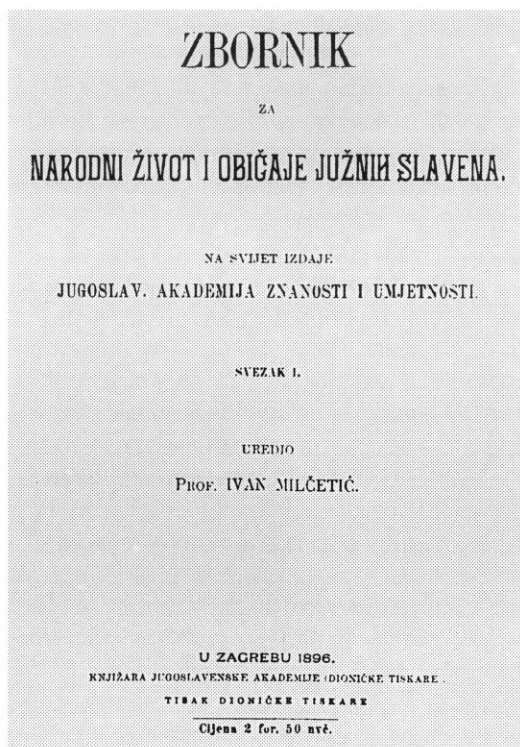 ZBORNIK
ZA
NARODNI ŽIVOT I OBIČAJE JUŽNIH SLAVENA.
NA SVIJET IZDAJE
JUGOSLAV. AKADEMIJA ZNANOSTI I UMJETNOSTI.
SVEZAK I.
UREDIO
PROF. IVAN MILČETIĆ.
U ZAGREBU 1896.
KNJIŽARA JUGOSLAVENSKE AKADEMIJE (DIONIČKE TISKARE).
TISAK DIONIČKE TISKARE
Cijena 2 for. 50 nvč.